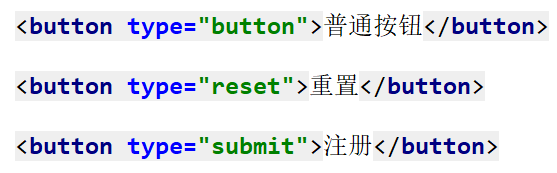 <button type="button">普通按钮</button>
<button type="reset">重置</button>
<button type="submit">注册</button>